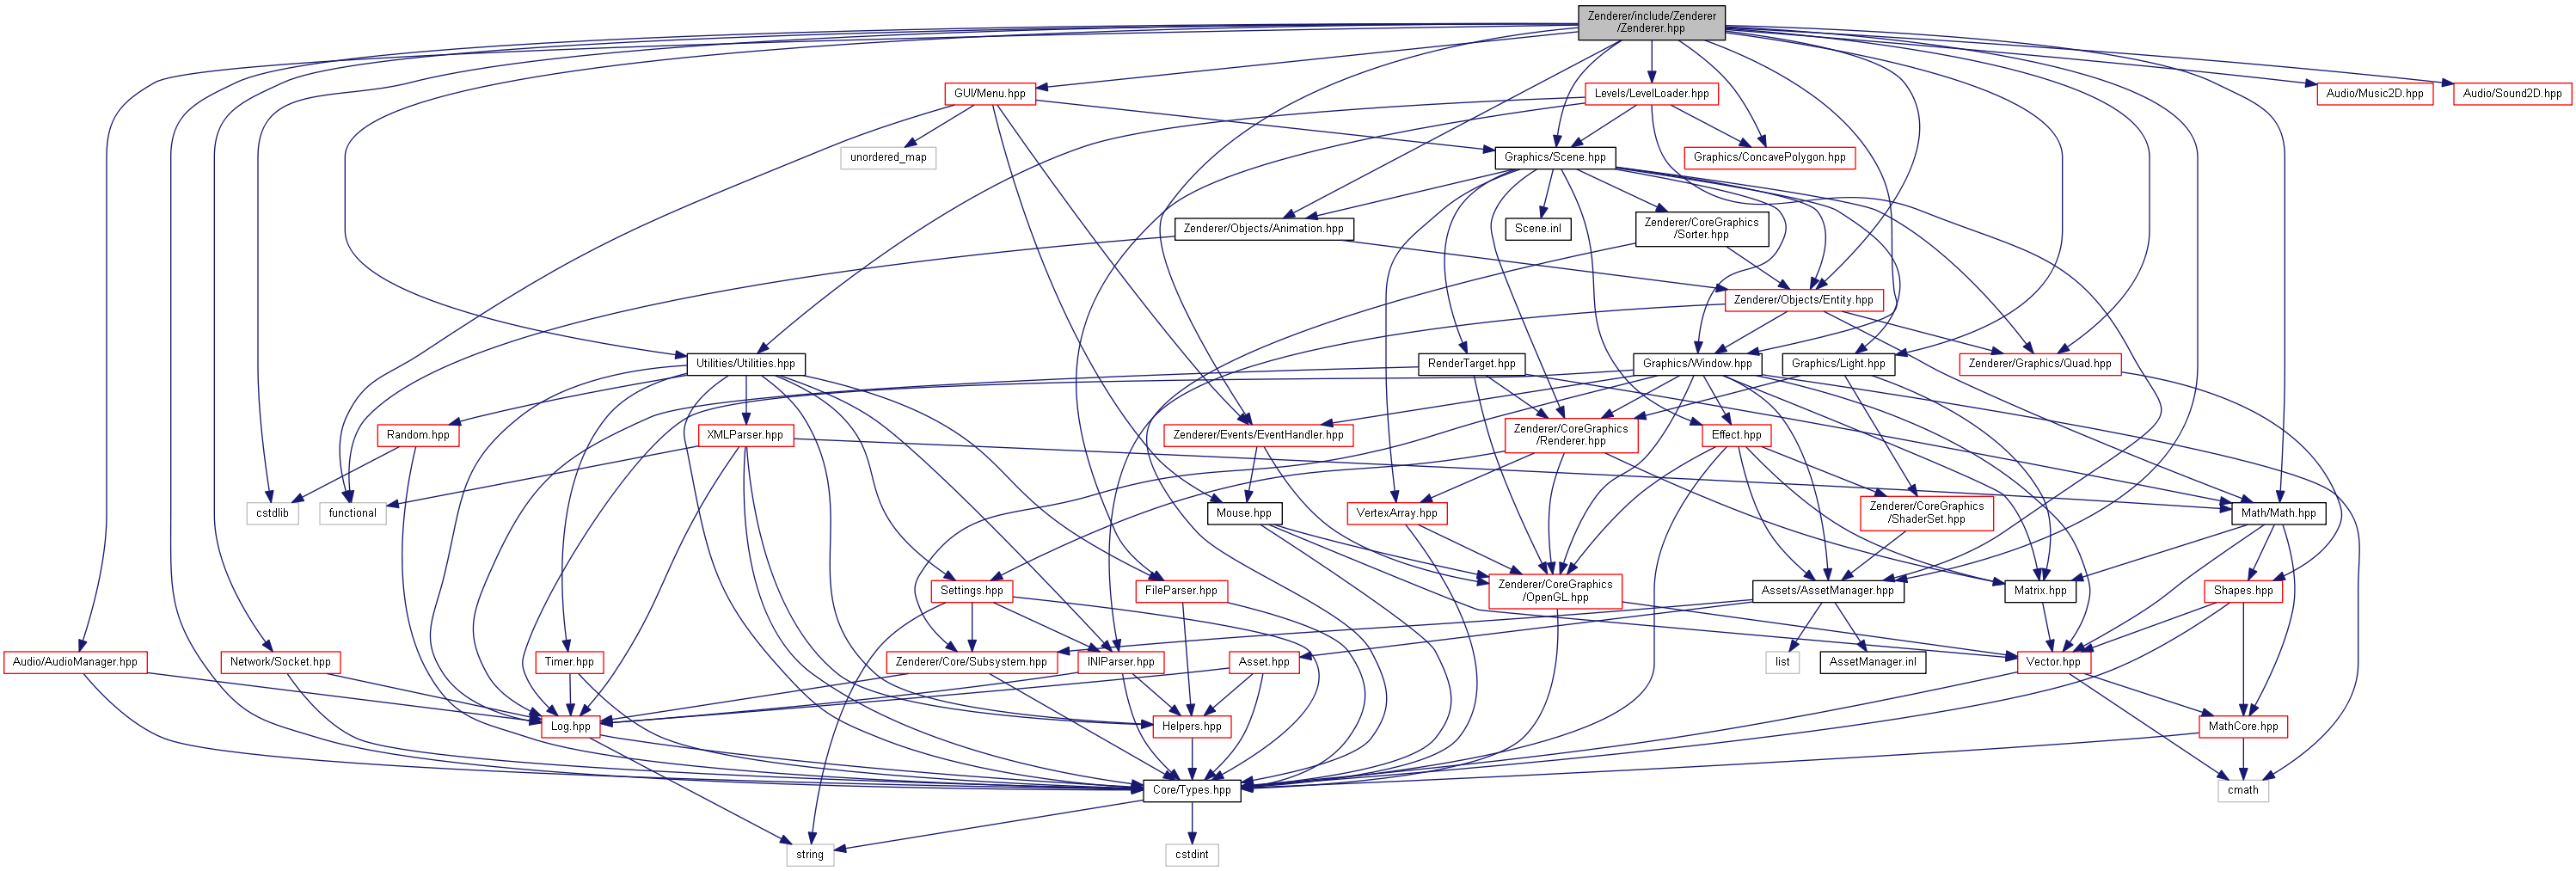 Zenderer/include/Zenderer
/Zenderer.hpp
GUI/Menu.hpp
Levels/LevelLoader.hpp
Audio/Music2D.hpp
Audio/Sound2D.hpp
unordered_map
Graphics/Scene.hpp
Graphics/ConcavePolygon.hpp
Zenderer/Objects/Animation.hpp
Scene.inl
Zenderer/CoreGraphics
/Sorter.hpp
Zenderer/Objects/Entity.hpp
Utilities/Utilities.hpp
RenderTarget.hpp
Graphics/Window.hpp
Graphics/Light.hpp
Zenderer/Graphics/Quad.hpp
Random.hpp
XMLParser.hpp
Zenderer/Events/EventHandler.hpp
Zenderer/CoreGraphics
/Renderer.hpp
Effect.hpp
cstdlib
functional
Mouse.hpp
VertexArray.hpp
Zenderer/CoreGraphics
/ShaderSet.hpp
Math/Math.hpp
Settings.hpp
FileParser.hpp
Zenderer/CoreGraphics
/OpenGL.hpp
Assets/AssetManager.hpp
Matrix.hpp
Shapes.hpp
Audio/AudioManager.hpp
Network/Socket.hpp
Timer.hpp
Zenderer/Core/Subsystem.hpp
INIParser.hpp
Asset.hpp
list
AssetManager.inl
Vector.hpp
Log.hpp
Helpers.hpp
MathCore.hpp
Core/Types.hpp
cmath
string
cstdint